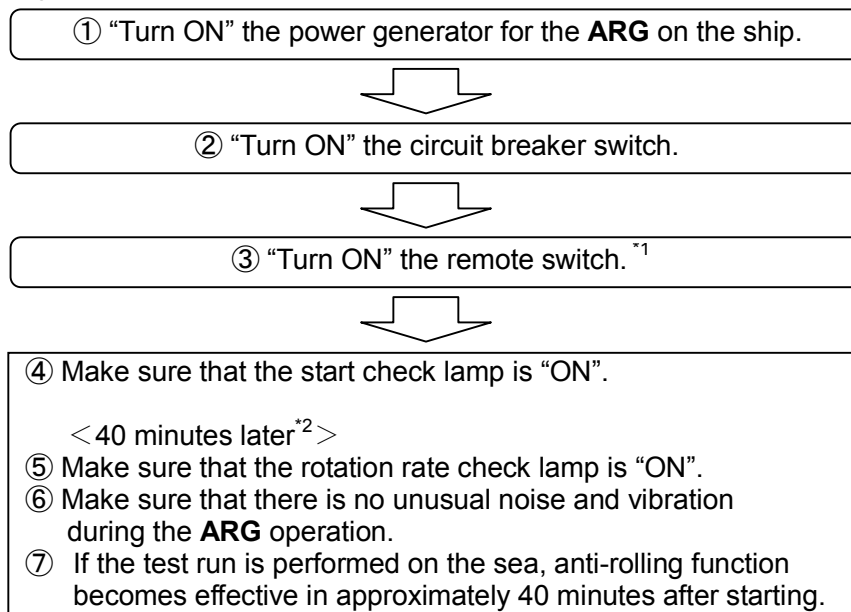 ① “Turn ON” the power generator for the ARG on the ship.
② “Turn ON” the circuit breaker switch.
③ “Turn ON” the remote switch. *1
④ Make sure that the start check lamp is “ON”.
＜40 minutes later*2＞
⑤ Make sure that the rotation rate check lamp is “ON”.
⑥ Make sure that there is no unusual noise and vibration
during the ARG operation.
⑦ If the test run is performed on the sea, anti-rolling function
becomes effective in approximately 40 minutes after starting.